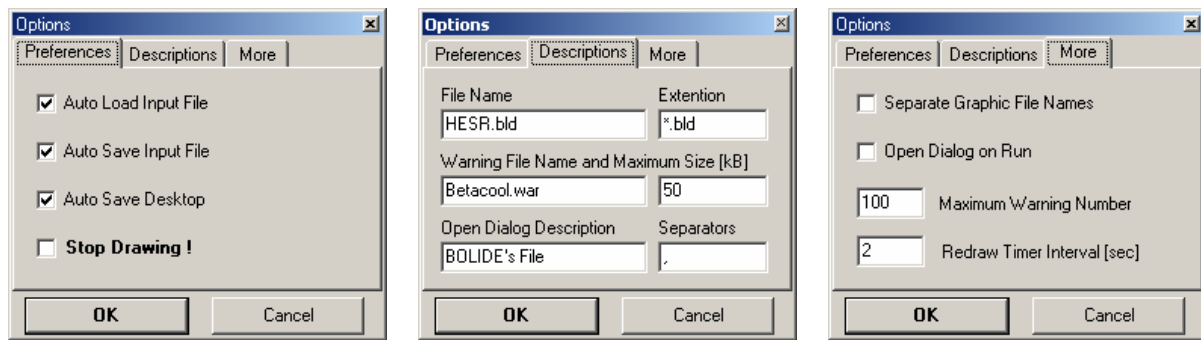 Options
Preferences Descriptions More
Auto Load Input File
Auto Save Input File
Auto Save Desktop
Stop Drawing !
OK Cancel
Options
Preferences Descriptions More
File Name Extention
HESR.bld *.bld
Warning File Name and Maximum Size [kB]
Betacool.war 50
Open Dialog Description Separators
BOLIDE's File ,
OK Cancel
Options
Preferences Descriptions More
Separate Graphic File Names
Open Dialog on Run
100 Maximum Warning Number
2 Redraw Timer Interval [sec]
OK Cancel